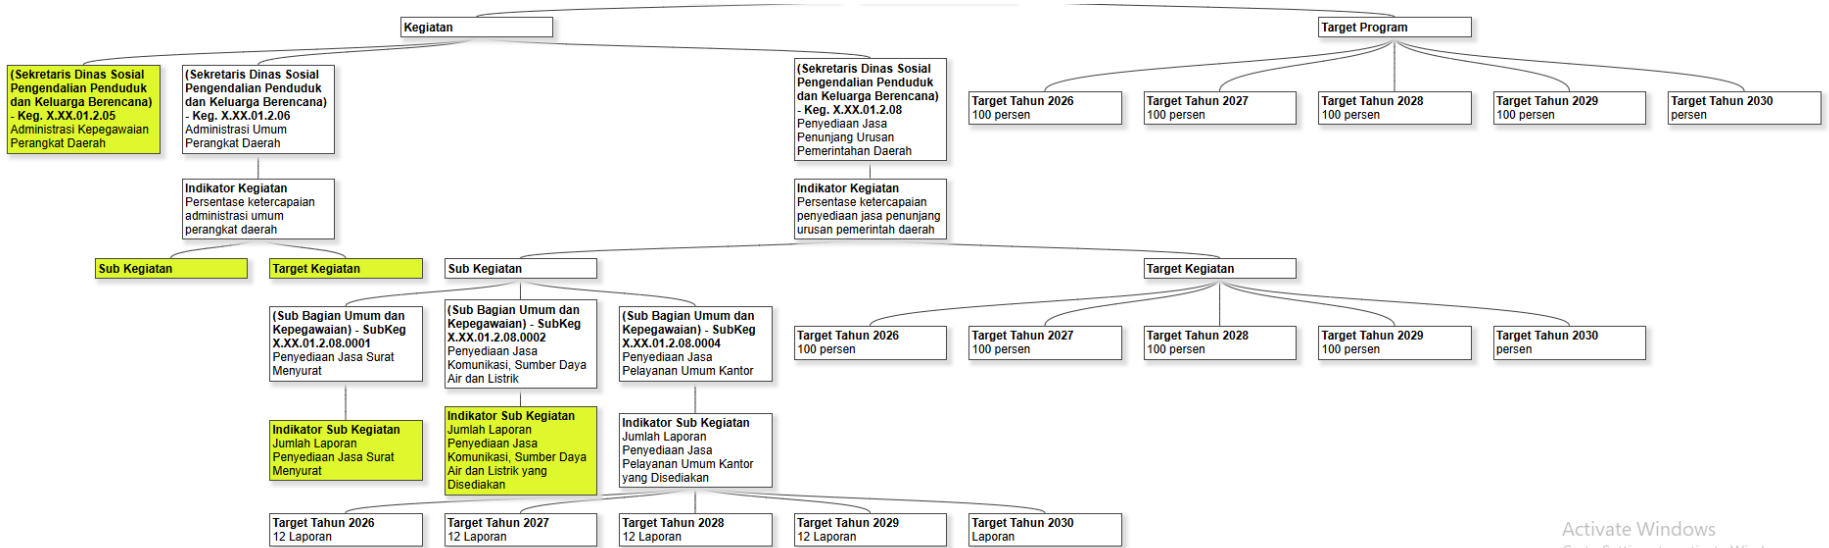 Kegiatan
Target Program
(Sekretaris Dinas Sosial
Pengendalian Penduduk
dan Keluarga Berencana)
- Keg. X.XX.01.2.05
Administrasi Kepegawaian
Perangkat Daerah
(Sekretaris Dinas Sosial
Pengendalian Penduduk
dan Keluarga Berencana)
- Keg. X.XX.01.2.06
Administrasi Umum
Perangkat Daerah
(Sekretaris Dinas Sosial
Pengendalian Penduduk
dan Keluarga Berencana)
- Keg. X.XX.01.2.08
Penyediaan Jasa
Penunjang Urusan
Pemerintahan Daerah
Target Tahun 2026
100 persen
Target Tahun 2027
100 persen
Target Tahun 2028
100 persen
Target Tahun 2029
100 persen
Target Tahun 2030
persen
Indikator Kegiatan
Persentase ketercapaian
administrasi umum
perangkat daerah
Indikator Kegiatan
Persentase ketercapaian
penyediaan jasa penunjang
urusan pemerintah daerah
Sub Kegiatan
Target Kegiatan
Sub Kegiatan
Target Kegiatan
(Sub Bagian Umum dan
Kepegawaian) - SubKeg
X.XX.01.2.08.0001
Penyediaan Jasa Surat
Menyurat
(Sub Bagian Umum dan
Kepegawaian) - SubKeg
X.XX.01.2.08.0002
Penyediaan Jasa
Komunikasi, Sumber Daya
Air dan Listrik
(Sub Bagian Umum dan
Kepegawaian) - SubKeg
X.XX.01.2.08.0004
Penyediaan Jasa
Pelayanan Umum Kantor
Target Tahun 2026
100 persen
Target Tahun 2027
100 persen
Target Tahun 2028
100 persen
Target Tahun 2029
100 persen
Target Tahun 2030
persen
Indikator Sub Kegiatan
Jumlah Laporan
Penyediaan Jasa Surat
Menyurat
Indikator Sub Kegiatan
Jumlah Laporan
Penyediaan Jasa
Komunikasi, Sumber Daya
Air dan Listrik yang
Disediakan
Indikator Sub Kegiatan
Jumlah Laporan
Penyediaan Jasa
Pelayanan Umum Kantor
yang Disediakan
Target Tahun 2026
12 Laporan
Target Tahun 2027
12 Laporan
Target Tahun 2028
12 Laporan
Target Tahun 2029
12 Laporan
Target Tahun 2030
Laporan
Activate Windows